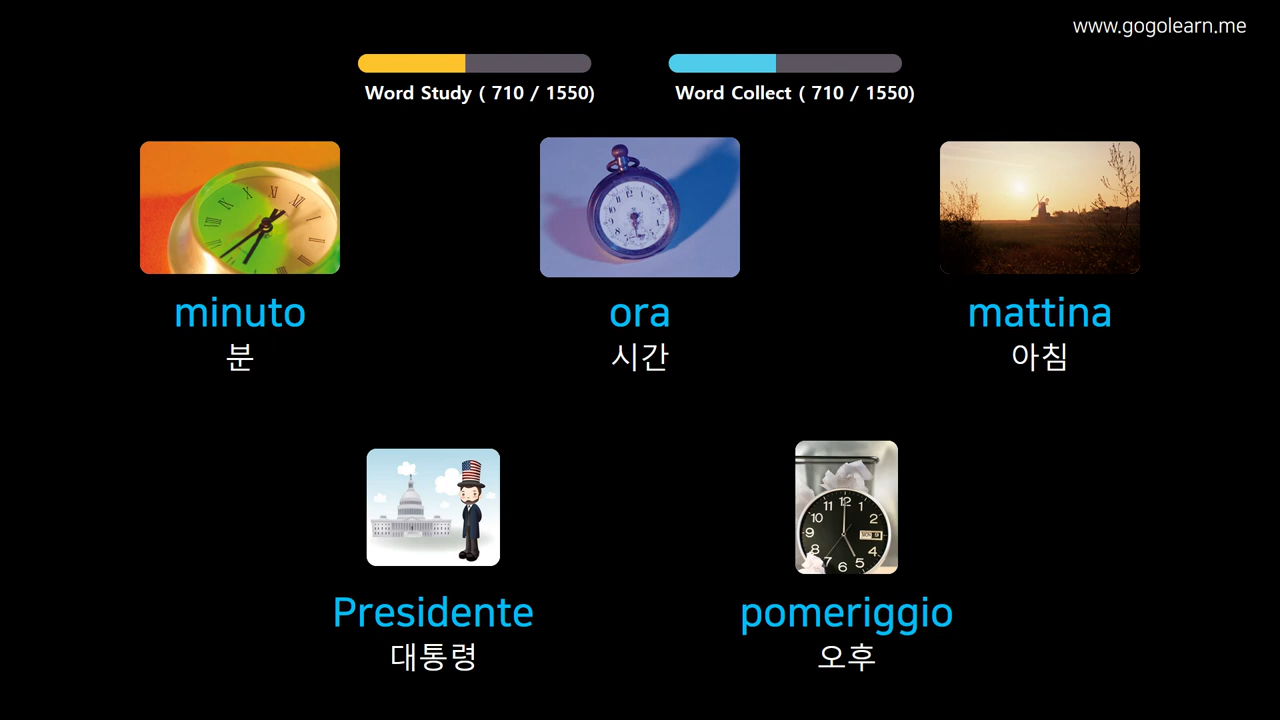 www.gogolearn.me
Word Study ( 710 / 1550)
Word Collect ( 710 / 1550)
minuto
분
ora
시간
mattina
아침
Presidente
대통령
pomeriggio
오후